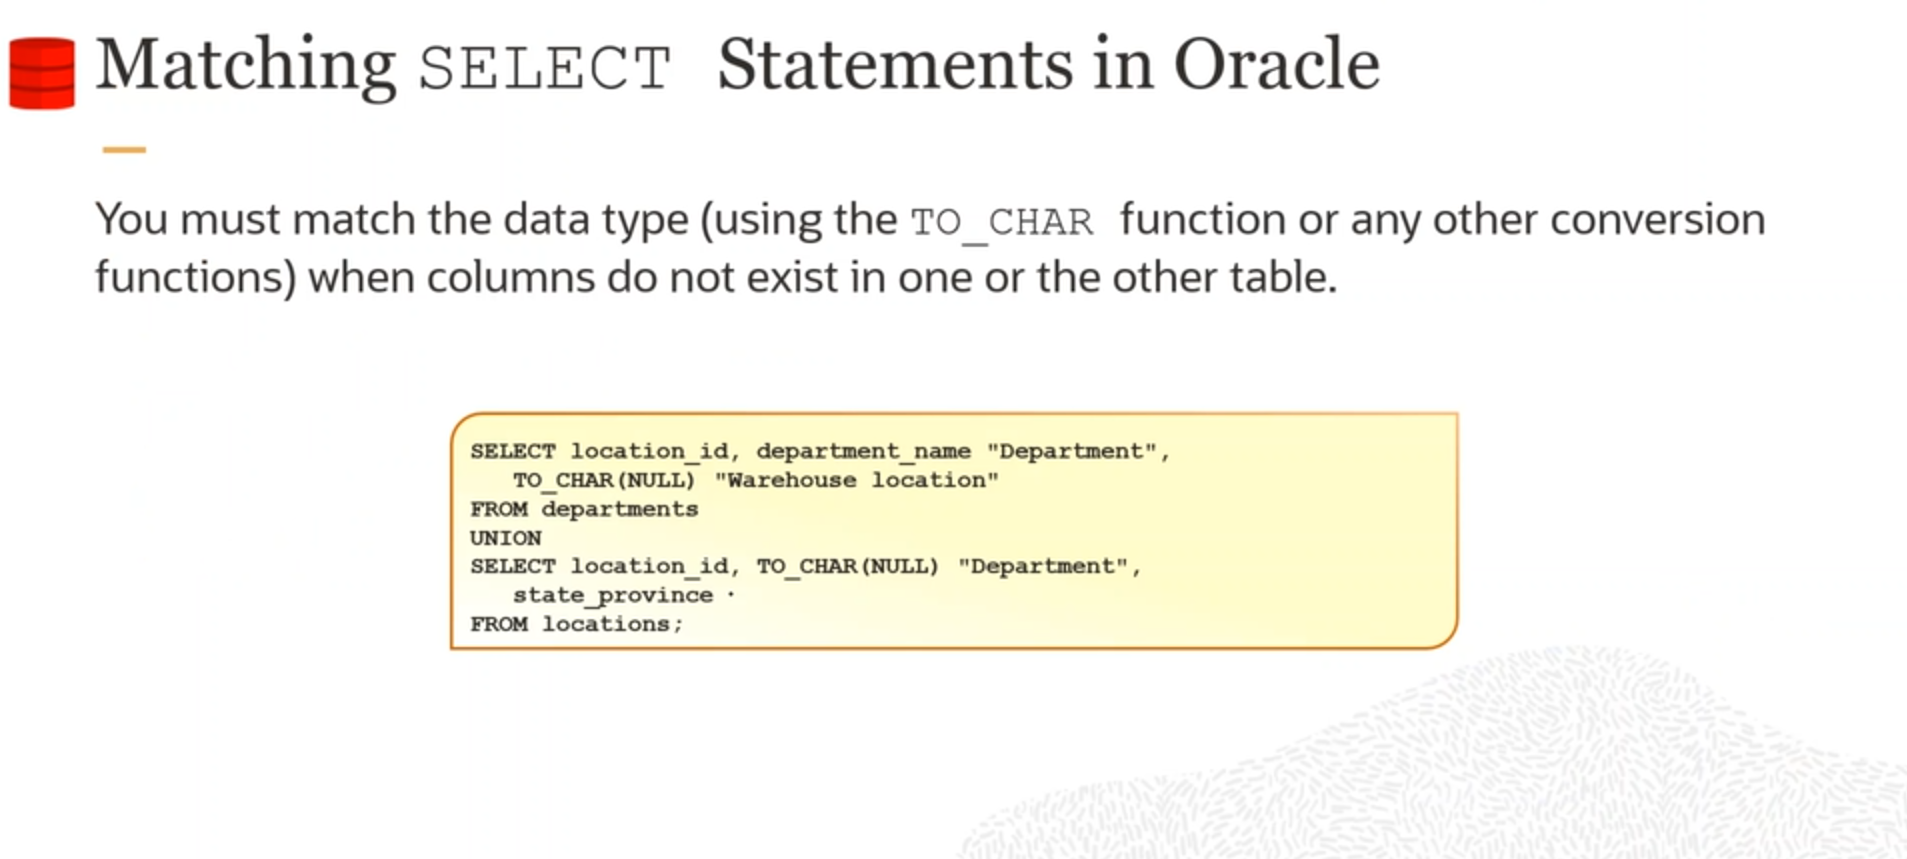 Matching SELECT Statements in Oracle
You must match the data type (using the TO_CHAR function or any other conversion
functions) when columns do not exist in one or the other table.
SELECT location_id, department_name "Department",
TO_CHAR(NULL) "Warehouse location"
FROM departments
UNION
SELECT location_id, TO_CHAR(NULL) "Department",
state_province ·
FROM locations;